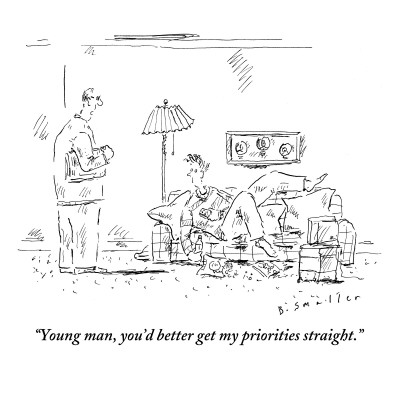 B. Smaller
“Young man, you’d better get my priorities straight.”